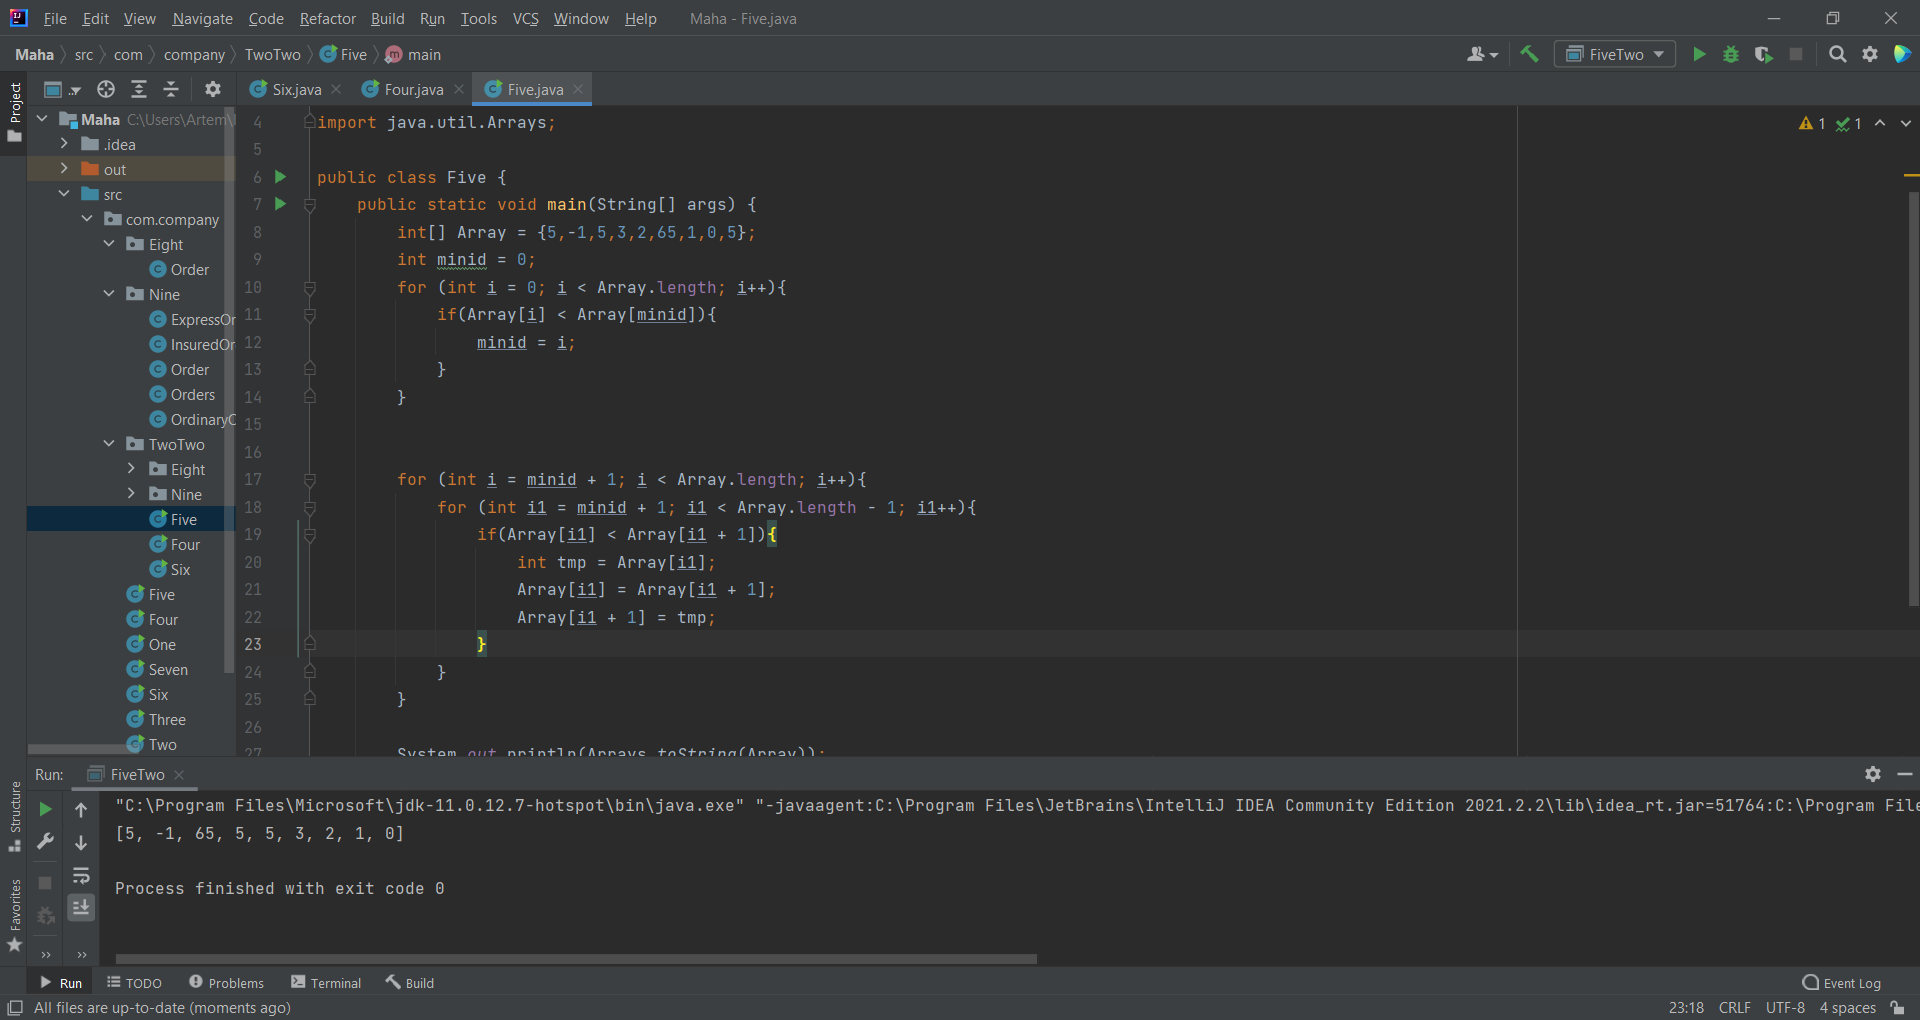 File Edit View Navigate Code Refactor Build Run Tools VCS Window Help Maha - Five.java
Maha src com company TwoTwo Five main FiveTwo
Project
Six.java Four.java Five.java
Maha C:\Users\Artem\
.idea
out
src
com.company
Eight
Order
Nine
ExpressOr
InsuredOr
Order
Orders
OrdinaryC
TwoTwo
Eight
Nine
Five
Four
Six
Five
Four
One
Seven
Six
Three
Two
1 1
4 import java.util.Arrays;
5
6 public class Five {
7 public static void main(String[] args) {
8 int[] Array = {5,-1,5,3,2,65,1,0,5};
9 int minid = 0;
10 for (int i = 0; i < Array.length; i++){
11 if(Array[i] < Array[minid]){
12 minid = i;
13 }
14 }
15
16
17 for (int i = minid + 1; i < Array.length; i++){
18 for (int i1 = minid + 1; i1 < Array.length - 1; i1++){
19 if(Array[i1] < Array[i1 + 1]){
20 int tmp = Array[i1];
21 Array[i1] = Array[i1 + 1];
22 Array[i1 + 1] = tmp;
23 }
24 }
25 }
26
27 System.out.println(Arrays.toString(Array));
Run: FiveTwo
"C:\Program Files\Microsoft\jdk-11.0.12.7-hotspot\bin\java.exe" "-javaagent:C:\Program Files\JetBrains\IntelliJ IDEA Community Edition 2021.2.2\lib\idea_rt.jar=51764:C:\Program File
[5, -1, 65, 5, 5, 3, 2, 1, 0]
Process finished with exit code 0
Structure
Favorites
Run TODO Problems Terminal Build Event Log
All files are up-to-date (moments ago) 23:18 CRLF UTF-8 4 spaces